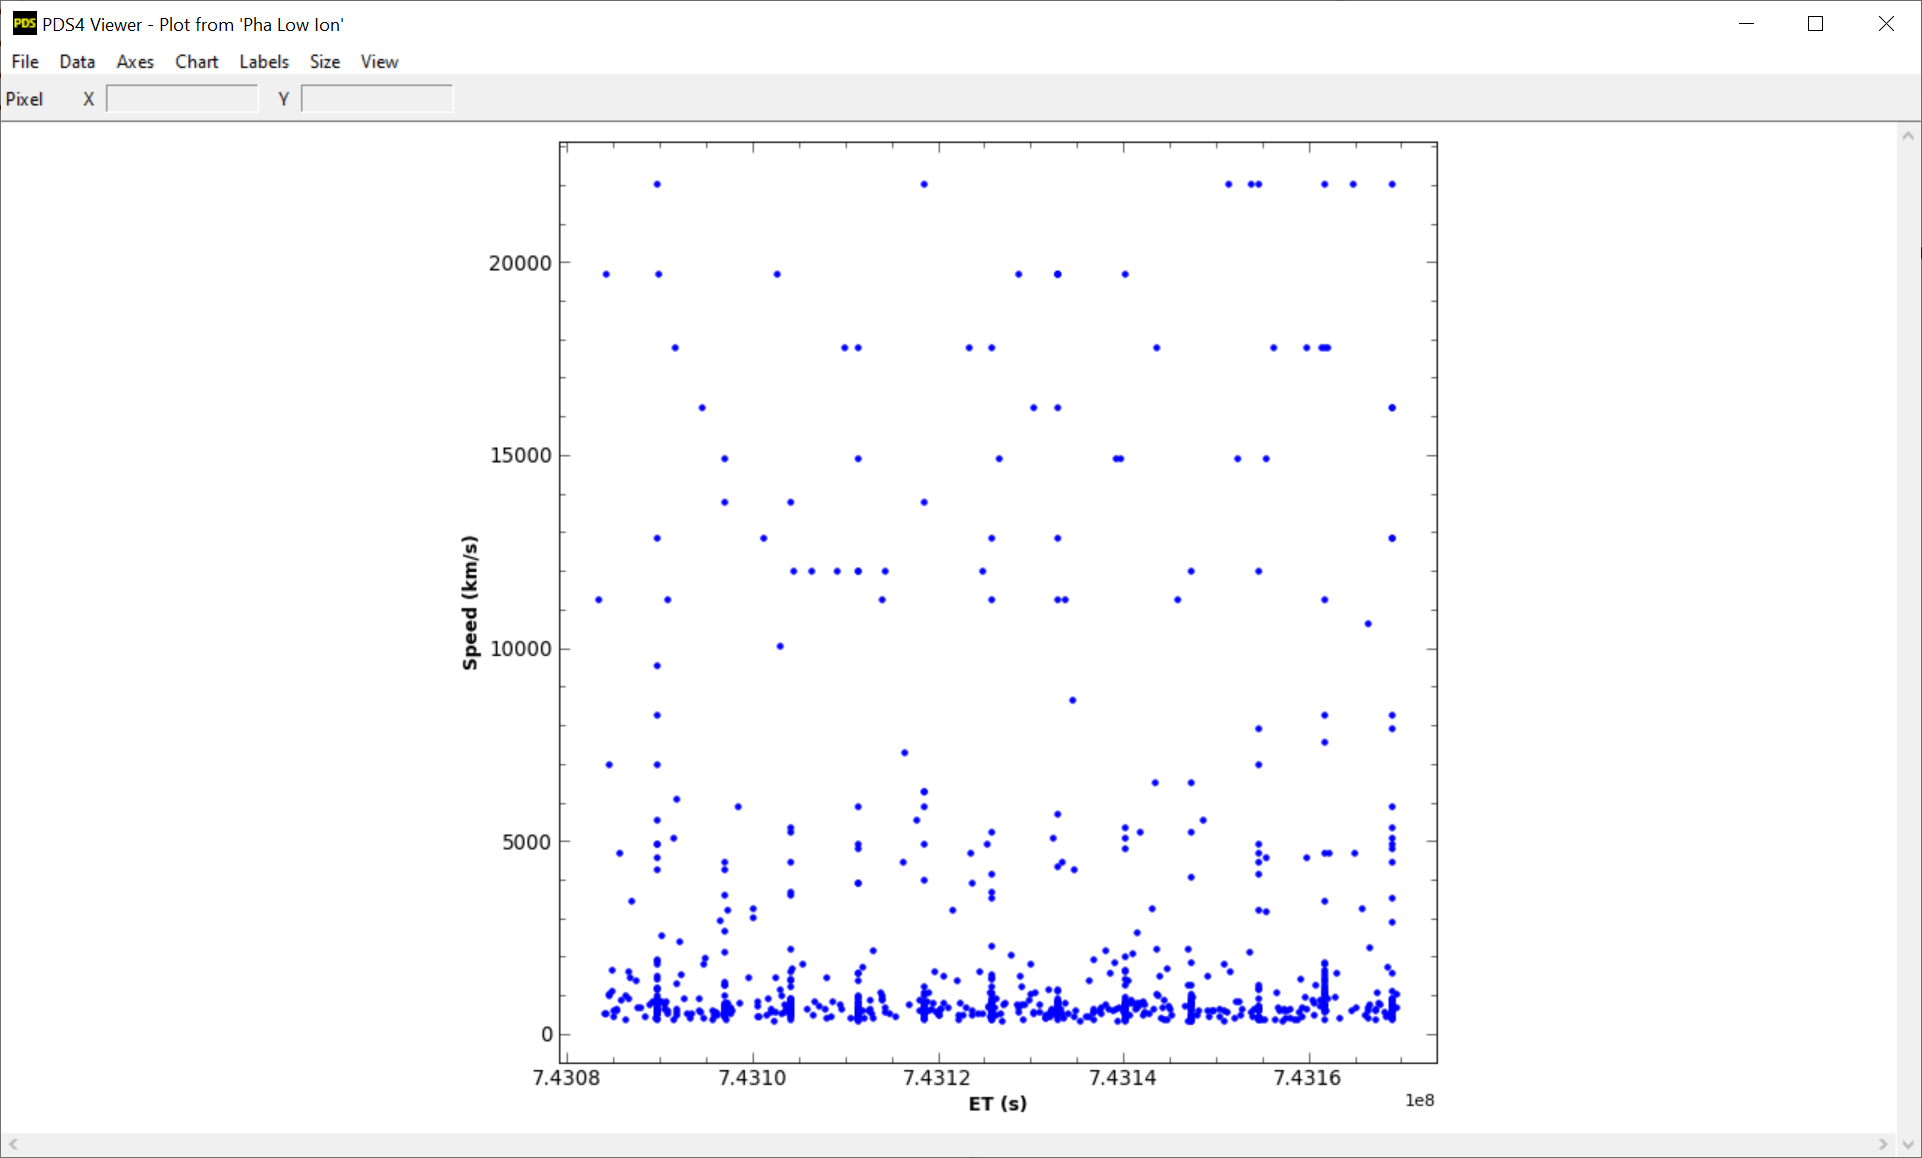 PDS PDS4 Viewer - Plot from 'Pha Low Ion'
File Data Axes Chart Labels Size View
Pixel X Y
20000
15000
10000
5000
0
Speed (km/s)
7.4308 7.4310 7.4312 7.4314 7.4316
ET (s)
1e8